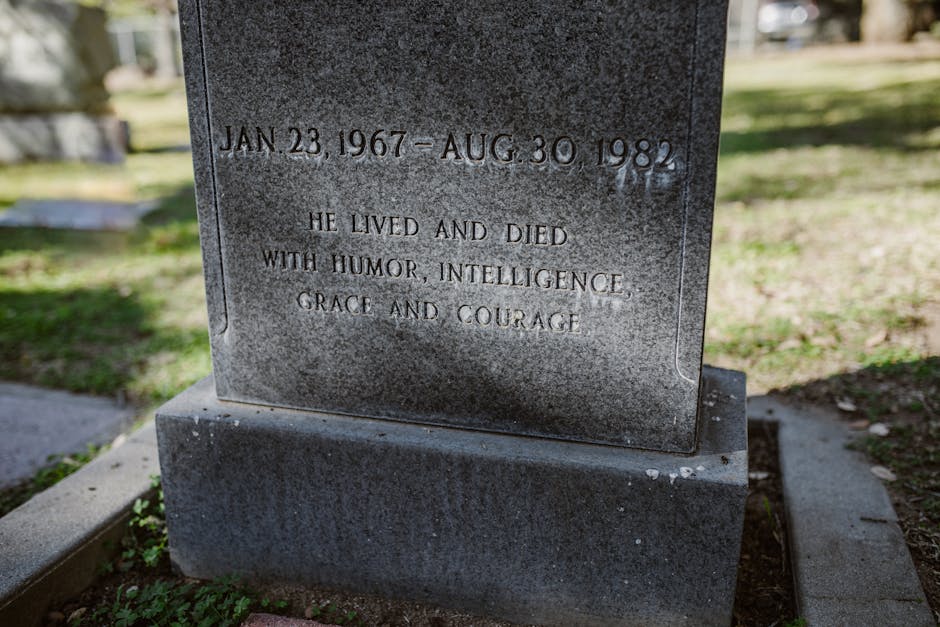 JAN. 23, 1967 – AUG. 30, 1982
HE LIVED AND DIED
WITH HUMOR, INTELLIGENCE,
GRACE AND COURAGE.